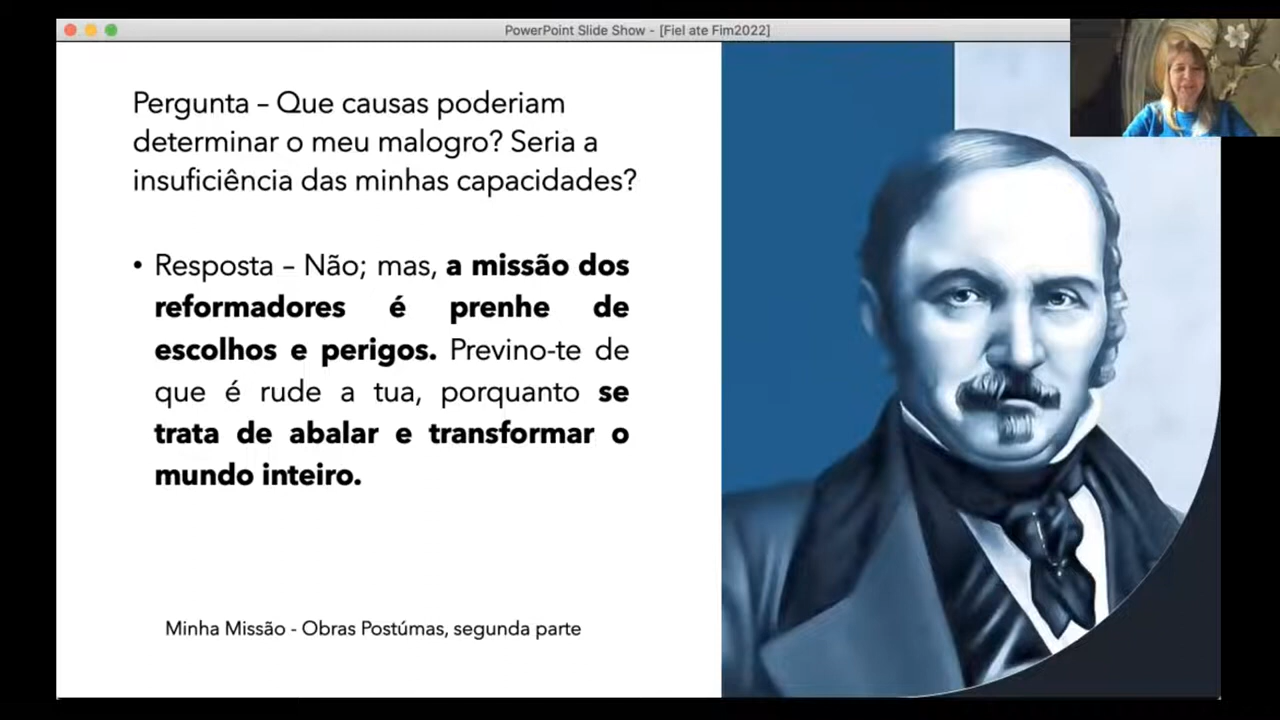 PowerPoint Slide Show - [Fiel ate Fim2022]
Pergunta – Que causas poderiam
determinar o meu malogro? Seria a
insuficiência das minhas capacidades?
• Resposta – Não; mas, a missão dos
reformadores é prenhe de
escolhos e perigos. Previno-te de
que é rude a tua, porquanto se
trata de abalar e transformar o
mundo inteiro.
Minha Missão - Obras Postúmas, segunda parte